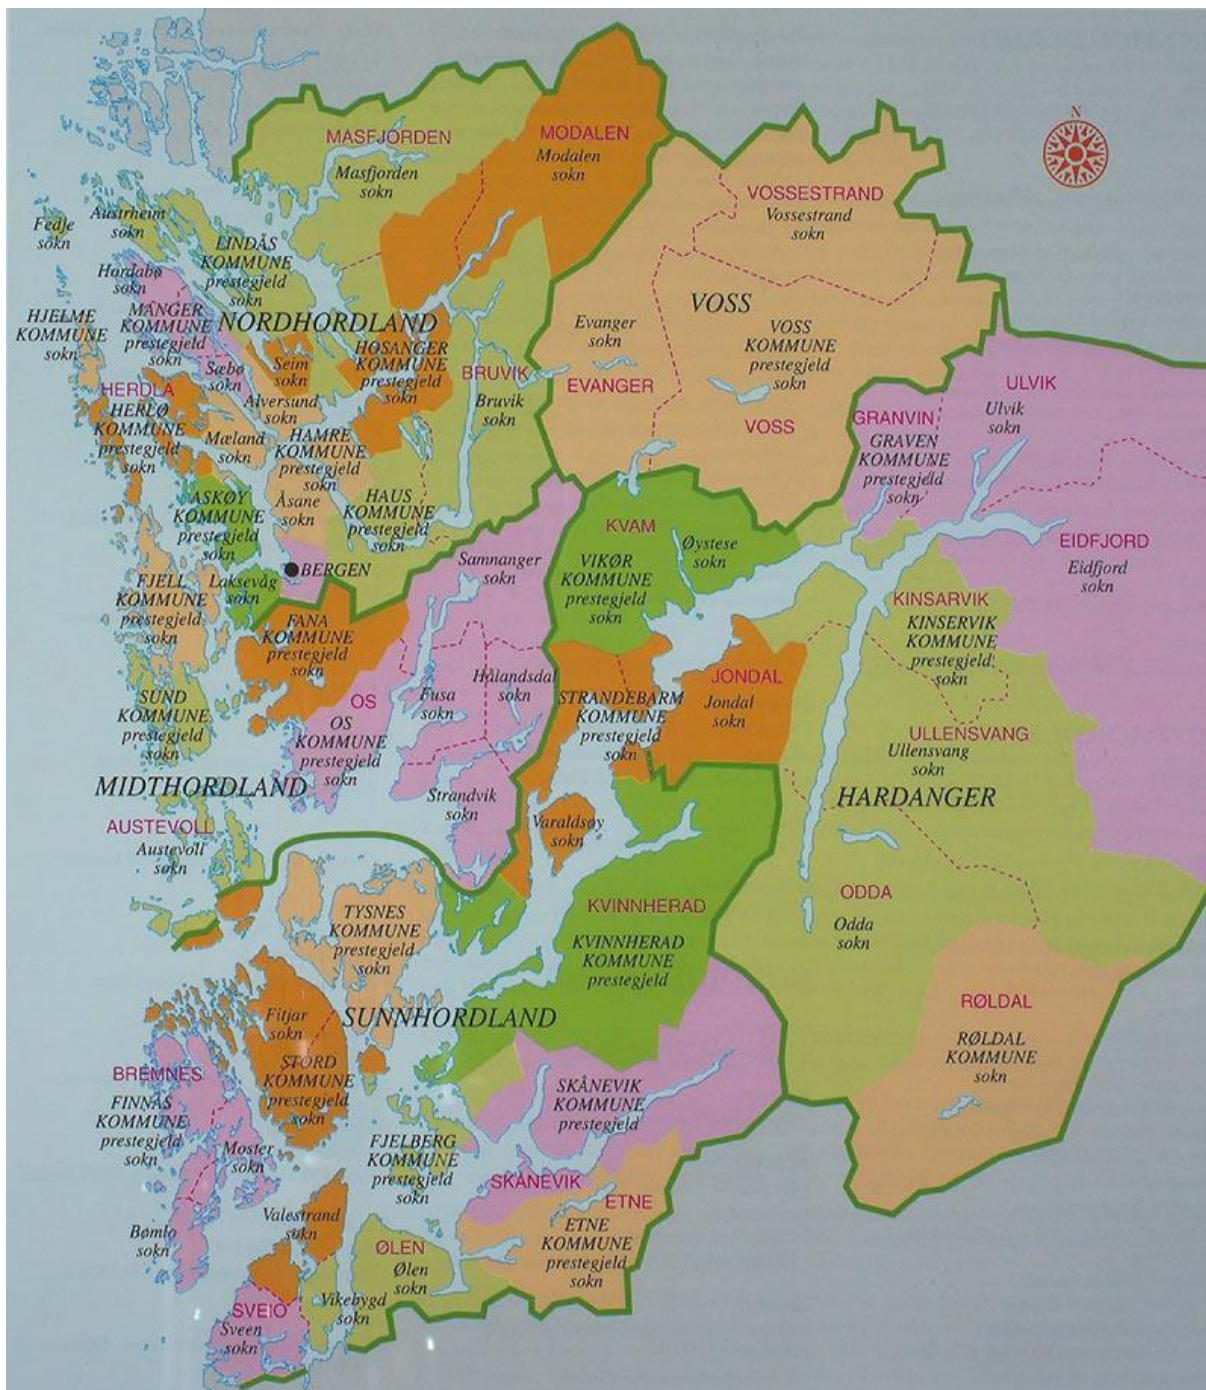 N
MASFJORDEN
Masfjorden
sokn
MODALEN
Modalen
sokn
VOSSESTRAND
Vossestrand
sokn
Fedje
sokn
Austrheim
sokn
LINDÅS
KOMMUNE
prestegjeld
sokn
Hordabø
sokn
MANGER
KOMMUNE
prestegjeld
sokn
HJELME
KOMMUNE
sokn
NORDHORDLAND
VOSS
Evanger
sokn
EVANGER
VOSS
KOMMUNE
prestegjeld
sokn
VOSS
Sæbø
sokn
Seim
sokn
HOSANGER
KOMMUNE
prestegjeld
sokn
BRUVIK
Bruvik
sokn
HERDLA
HERLØ
KOMMUNE
prestegjeld
sokn
Alversund
sokn
Mæland
sokn
HAMRE
KOMMUNE
prestegjeld
sokn
ULVIK
Ulvik
sokn
GRANVIN
GRAVEN
KOMMUNE
prestegjeld
sokn
ASKØY
KOMMUNE
prestegjeld
sokn
Åsane
sokn
HAUS
KOMMUNE
prestegjeld
sokn
KVAM
VIKØR
KOMMUNE
prestegjeld
sokn
Øystese
sokn
EIDFJORD
Eidfjord
sokn
BERGEN
Samnanger
sokn
FJELL
KOMMUNE
prestegjeld
sokn
Laksevåg
sokn
FANA
KOMMUNE
prestegjeld
sokn
KINSARVIK
KINSERVIK
KOMMUNE
prestegjeld
sokn
SUND
KOMMUNE
prestegjeld
sokn
OS
OS
KOMMUNE
prestegjeld
sokn
Fusa
sokn
Hålandsdal
sokn
STRANDEBARM
KOMMUNE
prestegjeld
sokn
JONDAL
Jondal
sokn
ULLENSVANG
Ullensvang
sokn
MIDTHORDLAND
Strandvik
sokn
HARDANGER
AUSTEVOLL
Austevoll
sokn
Varaldsøy
sokn
TYSNES
KOMMUNE
prestegjeld
sokn
KVINNHERAD
KVINNHERAD
KOMMUNE
prestegjeld
ODDA
Odda
sokn
SUNNHORDLAND
Fitjar
sokn
RØLDAL
RØLDAL
KOMMUNE
sokn
STORD
KOMMUNE
prestegjeld
sokn
BREMNES
FINNÅS
KOMMUNE
prestegjeld
sokn
Moster
sokn
SKÅNEVIK
KOMMUNE
prestegjeld
FJELBERG
KOMMUNE
prestegjeld
sokn
SKÅNEVIK
ETNE
ETNE
KOMMUNE
prestegjeld
sokn
Bømlo
sokn
Valestrand
sokn
ØLEN
Ølen
sokn
Vikebygd
sokn
SVEIO
Sveen
sokn